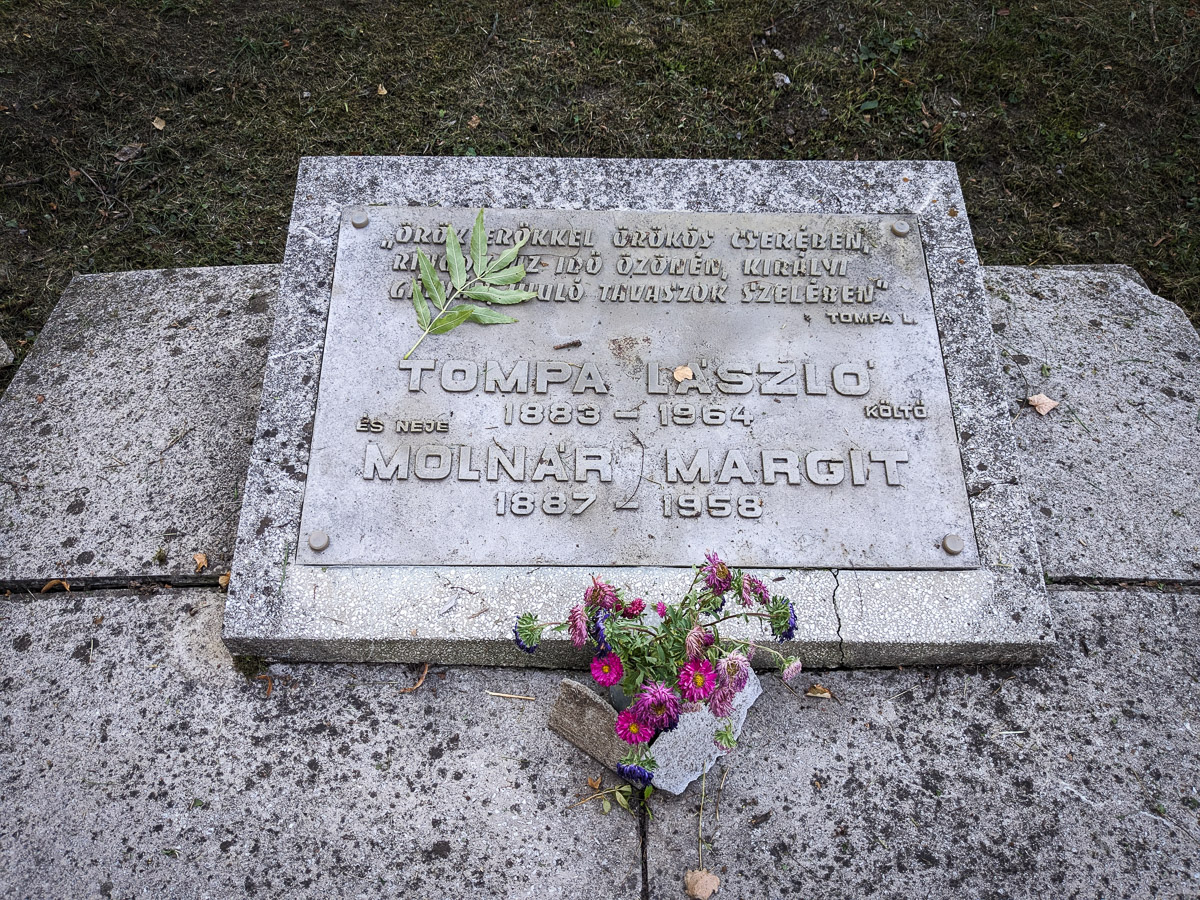 „ÖRÖK ERŐKKEL ÖRÖKÖS CSERÉBEN,
IDŐ ÖZÖNÉN, KIRÁLYI
TAVASZOK SZELÉBEN"
TOMPA L.
TOMPA LÁSZLÓ
1883 – 1964 KÖLTŐ
ÉS NEJE
MOLNÁR MARGIT
1887 – 1958